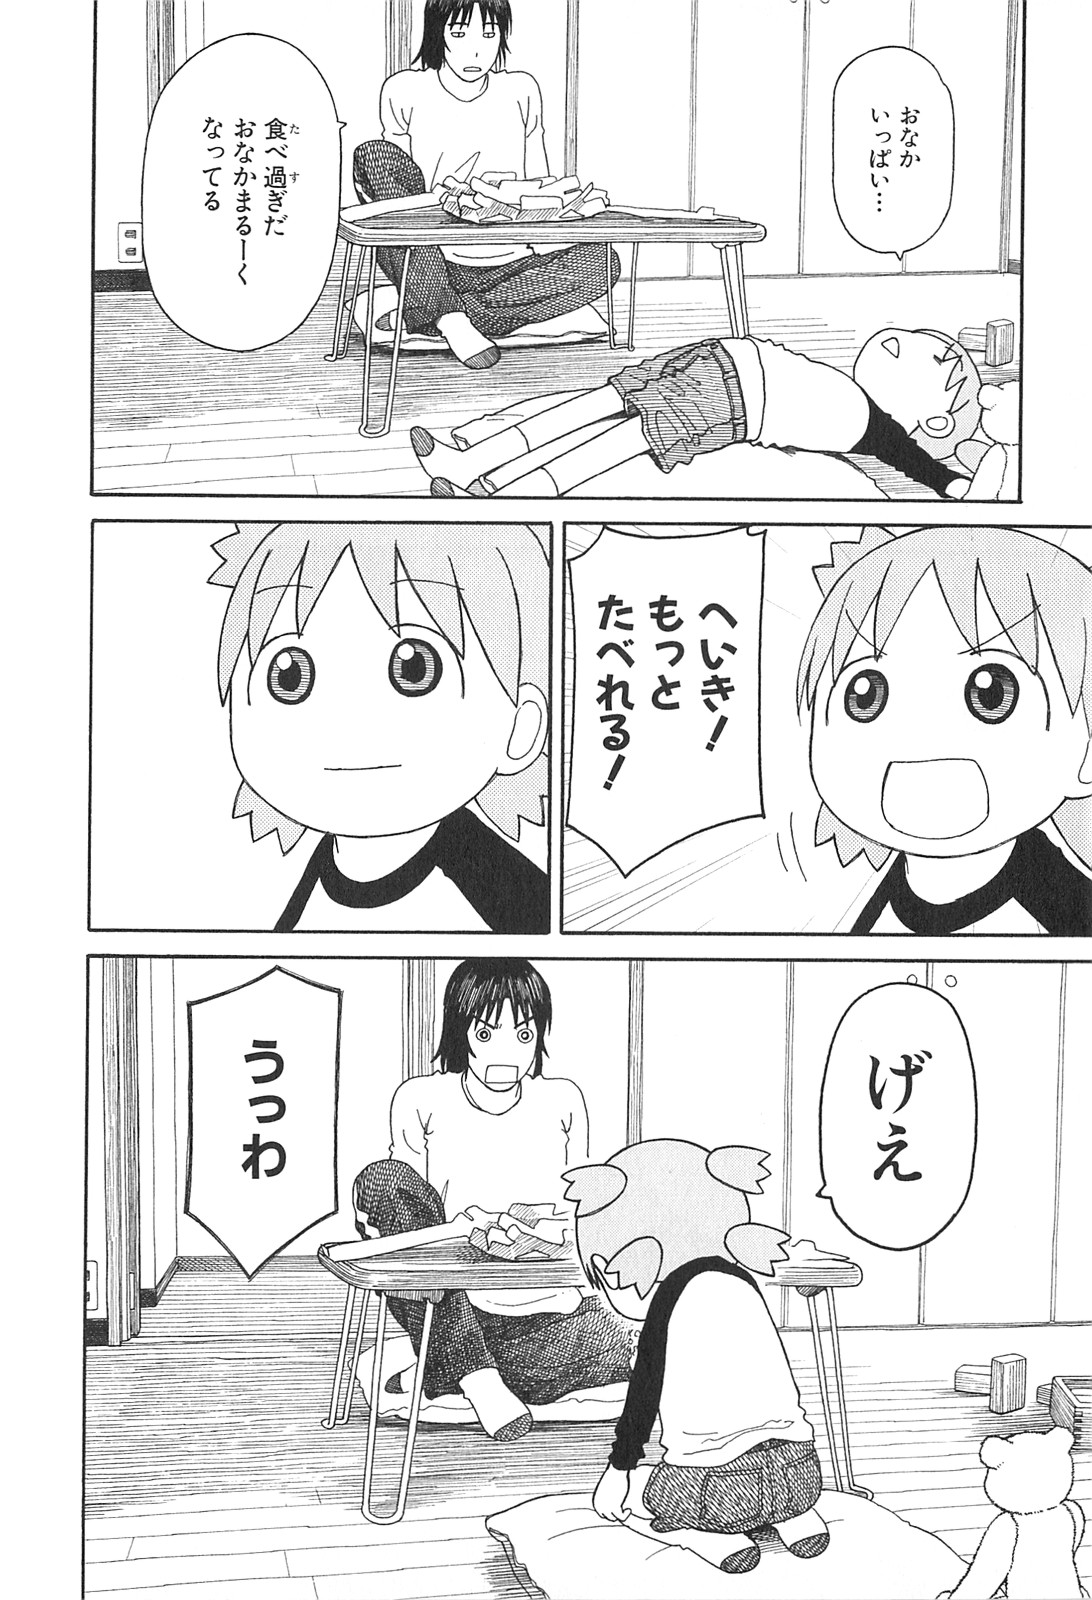 おなか
いっぱい…
食べ過ぎだ
おなかまるーく
なってる
へいき！
もっと
たべれる！
げえ
うっわ